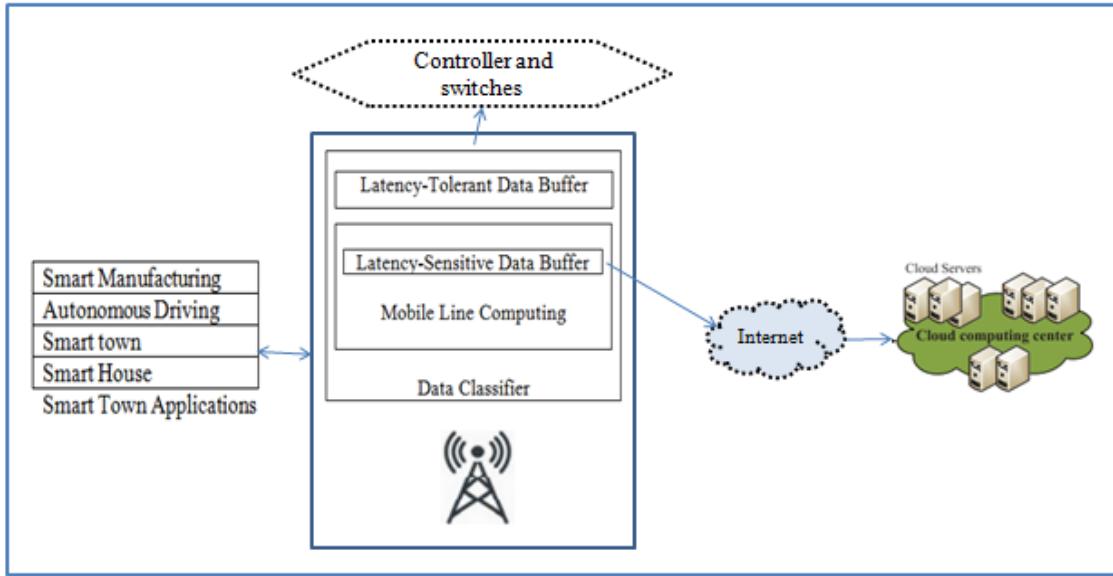 Controller and
switches
Latency-Tolerant Data Buffer
Latency-Sensitive Data Buffer
Mobile Line Computing
Data Classifier
Smart Manufacturing
Autonomous Driving
Smart town
Smart House
Smart Town Applications
Internet
Cloud Servers
Cloud computing center